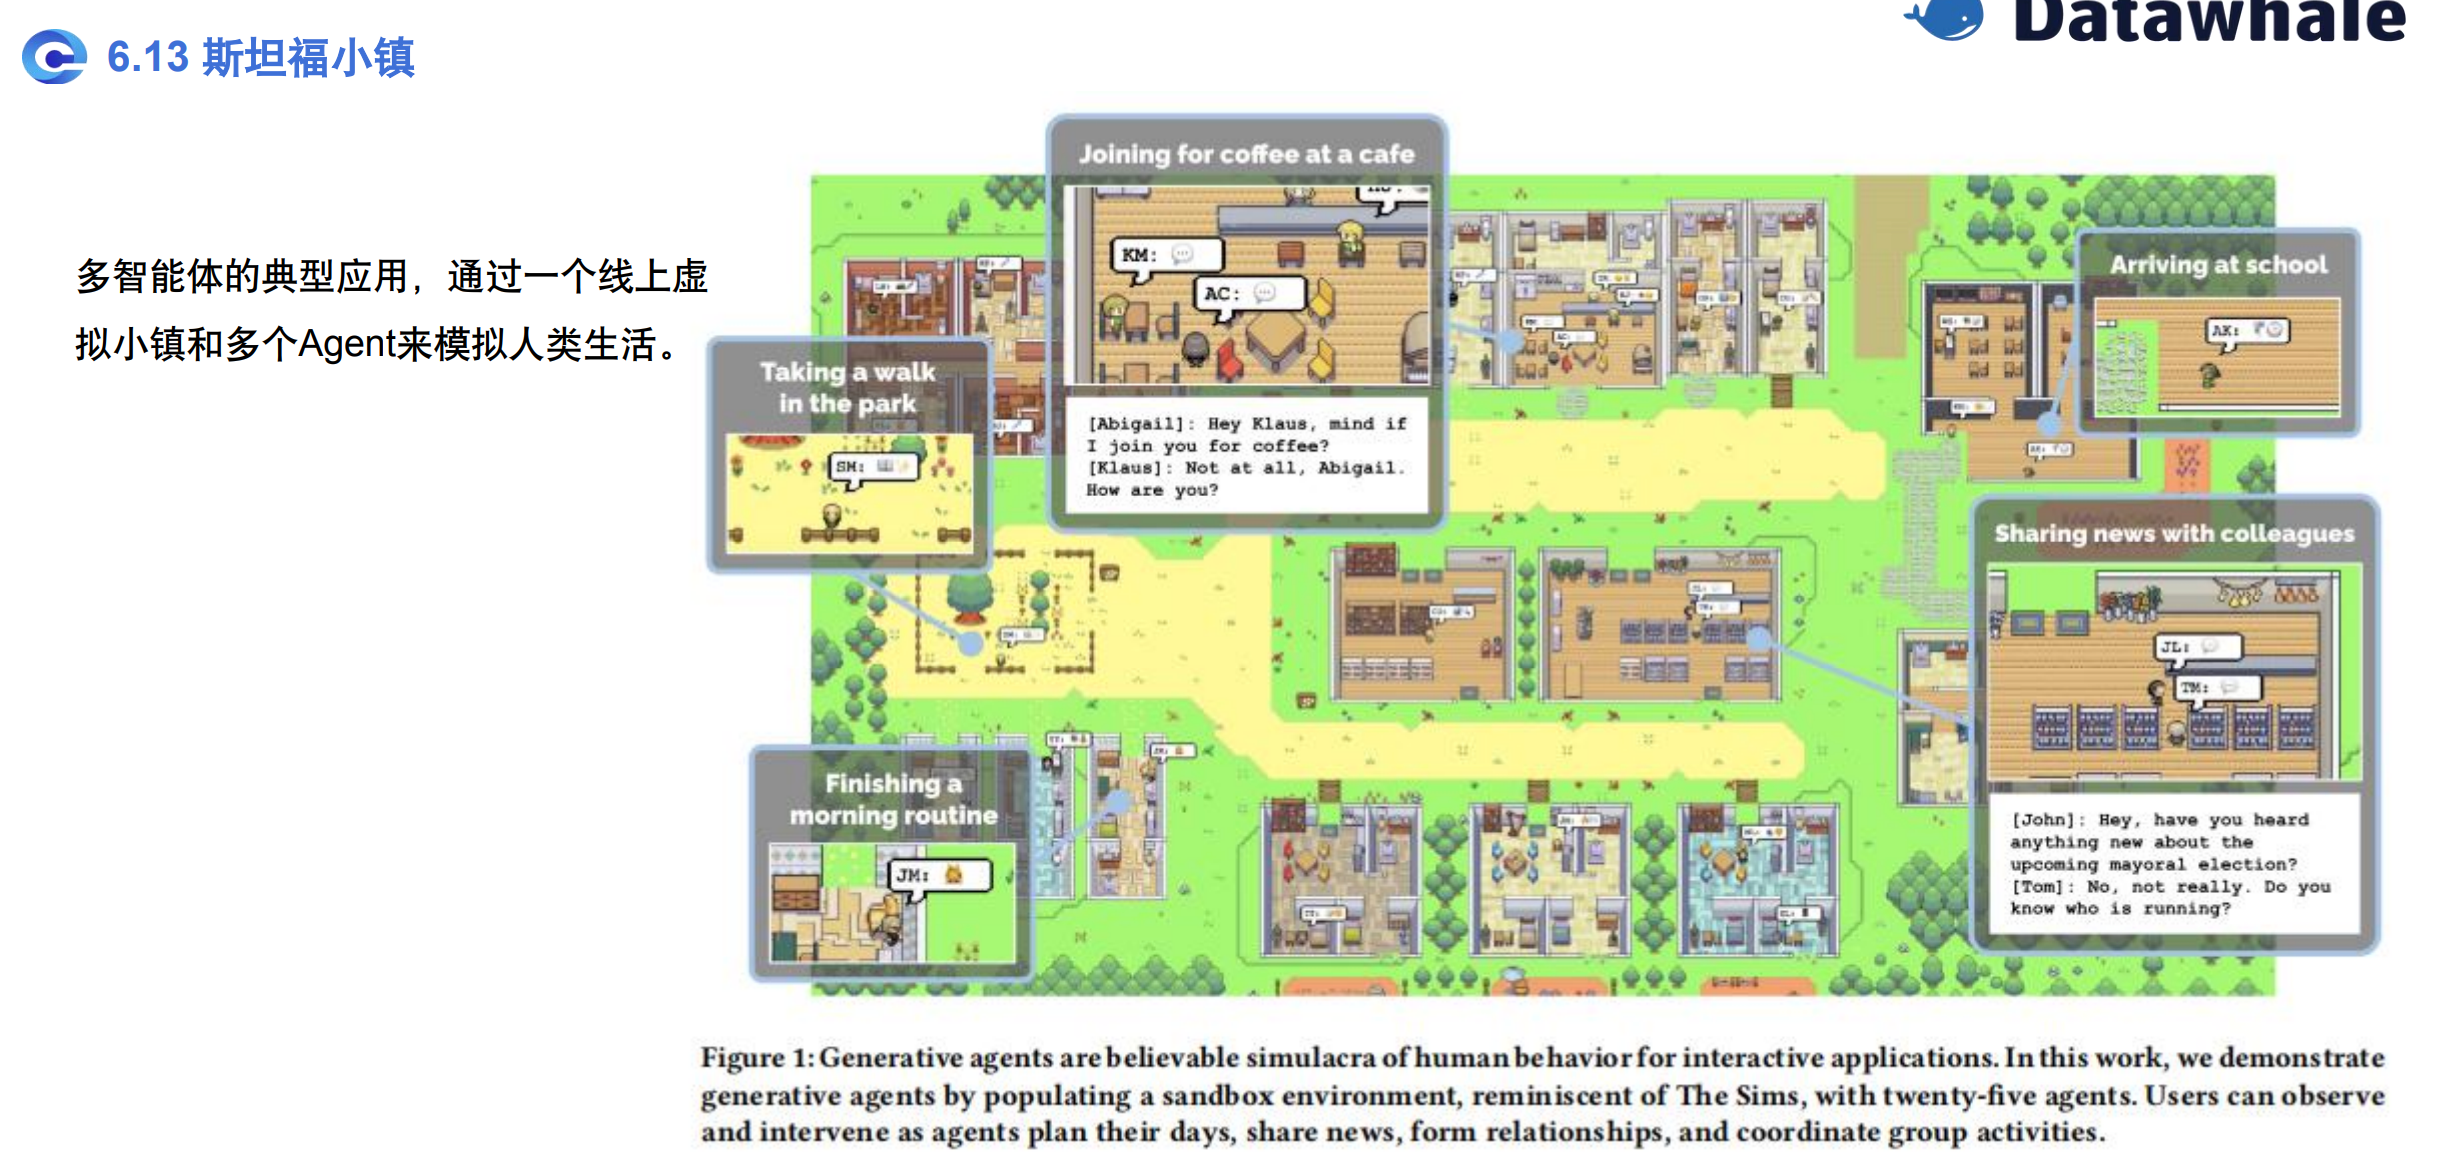 6.13 斯坦福小镇
Datawhale
多智能体的典型应用，通过一个线上虚
拟小镇和多个Agent来模拟人类生活。
Joining for coffee at a cafe
KM:
AC:
[Abigail]: Hey Klaus, mind if
I join you for coffee?
[Klaus]: Not at all, Abigail.
How are you?
Arriving at school
AK:
Taking a walk
in the park
SM:
Sharing news with colleagues
JL:
TM:
[John]: Hey, have you heard
anything new about the
upcoming mayoral election?
[Tom]: No, not really. Do you
know who is running?
Finishing a
morning routine
JM:
Figure 1: Generative agents are believable simulacra of human behavior for interactive applications. In this work, we demonstrate
generative agents by populating a sandbox environment, reminiscent of The Sims, with twenty-five agents. Users can observe
and intervene as agents plan their days, share news, form relationships, and coordinate group activities.